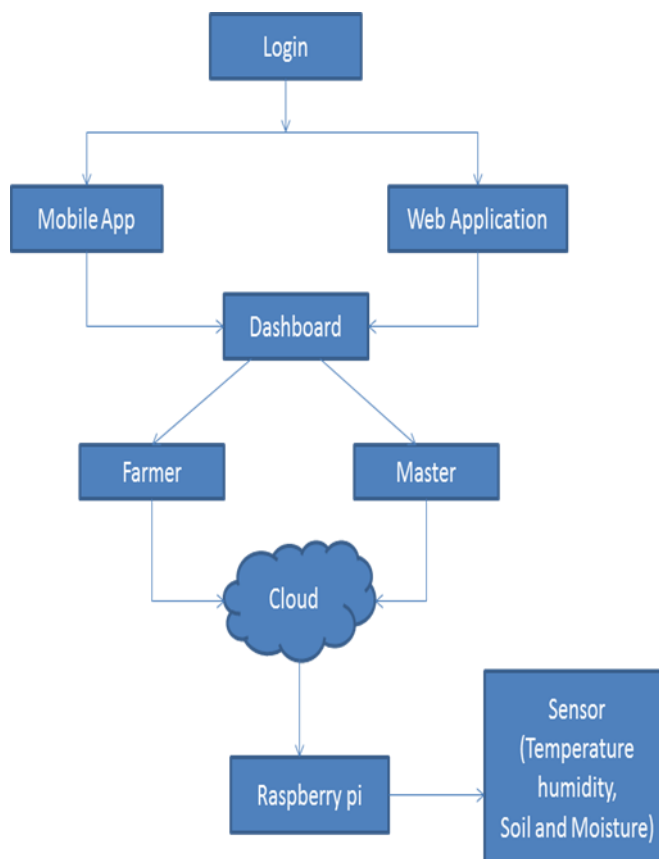 Login
Mobile App
Web Application
Dashboard
Farmer
Master
Cloud
Raspberry pi
Sensor
(Temperature
humidity,
Soil and Moisture)